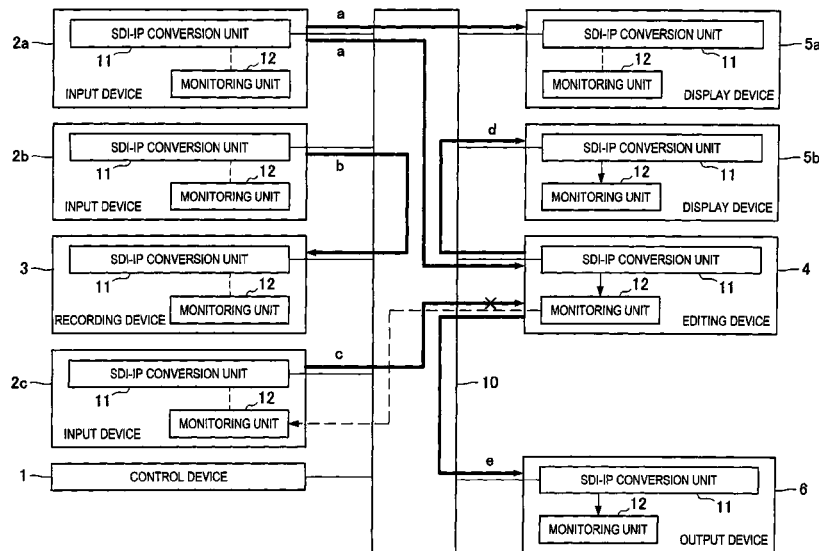 2a
SDI-IP CONVERSION UNIT
11
12
MONITORING UNIT
INPUT DEVICE
a
a
2b
SDI-IP CONVERSION UNIT
11
12
MONITORING UNIT
INPUT DEVICE
b
3
SDI-IP CONVERSION UNIT
11
12
MONITORING UNIT
RECORDING DEVICE
2c
SDI-IP CONVERSION UNIT
11
12
MONITORING UNIT
INPUT DEVICE
c
1
CONTROL DEVICE
10
5a
SDI-IP CONVERSION UNIT
12
11
MONITORING UNIT
DISPLAY DEVICE
d
5b
SDI-IP CONVERSION UNIT
12
11
MONITORING UNIT
DISPLAY DEVICE
4
SDI-IP CONVERSION UNIT
12
11
MONITORING UNIT
EDITING DEVICE
e
6
SDI-IP CONVERSION UNIT
12
11
MONITORING UNIT
OUTPUT DEVICE